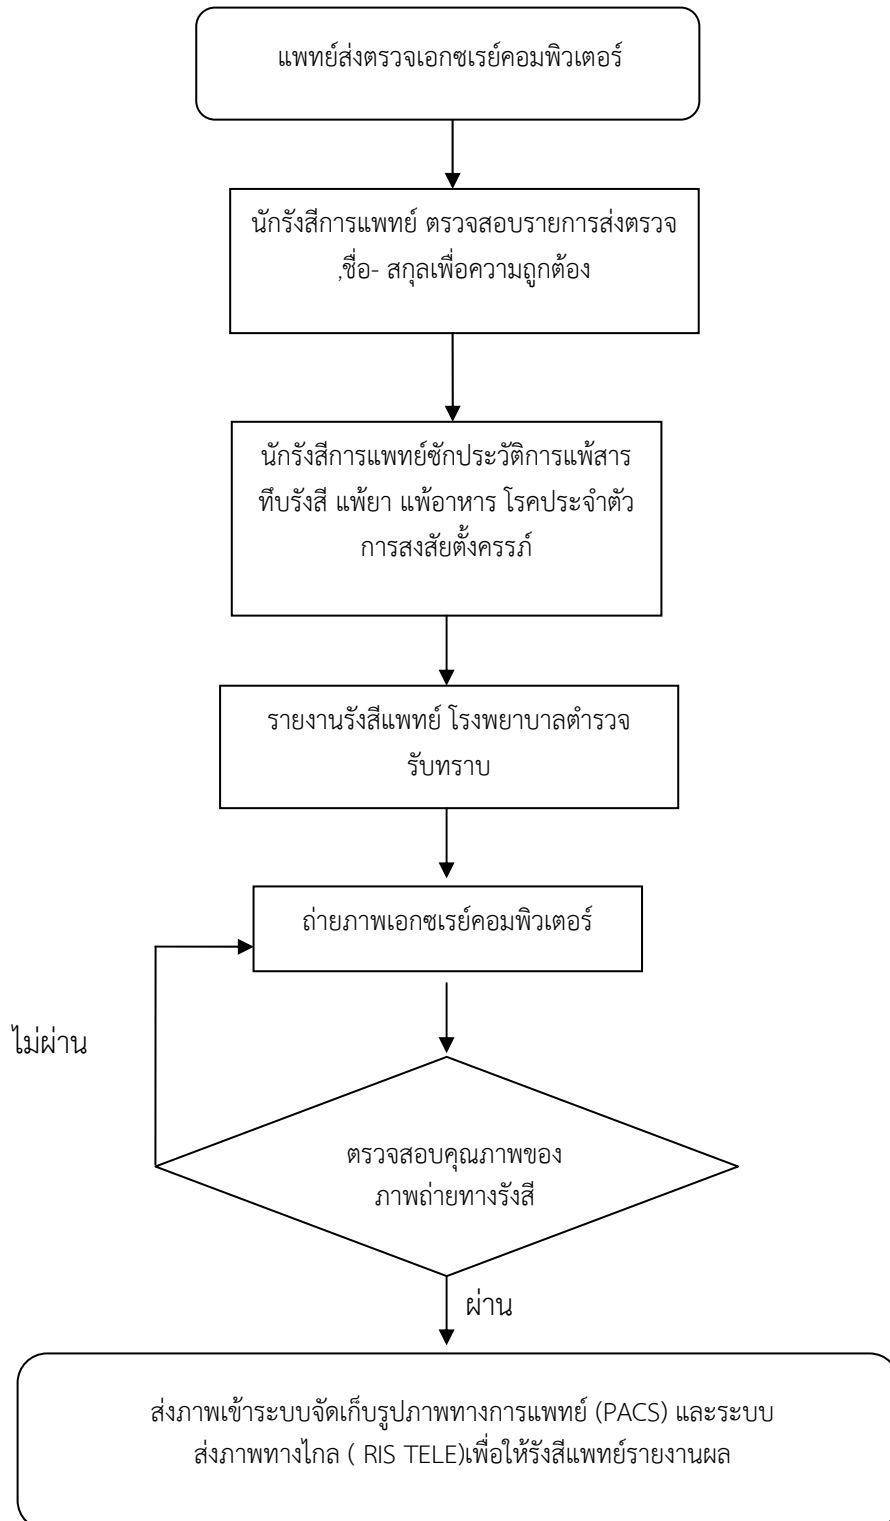 แพทย์ส่งตรวจเอกซเรย์คอมพิวเตอร์
นักรังสีการแพทย์ ตรวจสอบรายการส่งตรวจ
,ชื่อ- สกุลเพื่อความถูกต้อง
นักรังสีการแพทย์ซักประวัติการแพ้สาร
ทึบรังสี แพ้ยา แพ้อาหาร โรคประจำตัว
การสงสัยตั้งครรภ์
รายงานรังสีแพทย์ โรงพยาบาลตำรวจ
รับทราบ
ถ่ายภาพเอกซเรย์คอมพิวเตอร์
ไม่ผ่าน
ตรวจสอบคุณภาพของ
ภาพถ่ายทางรังสี
ผ่าน
ส่งภาพเข้าระบบจัดเก็บรูปภาพทางการแพทย์ (PACS) และระบบ
ส่งภาพทางไกล ( RIS TELE)เพื่อให้รังสีแพทย์รายงานผล